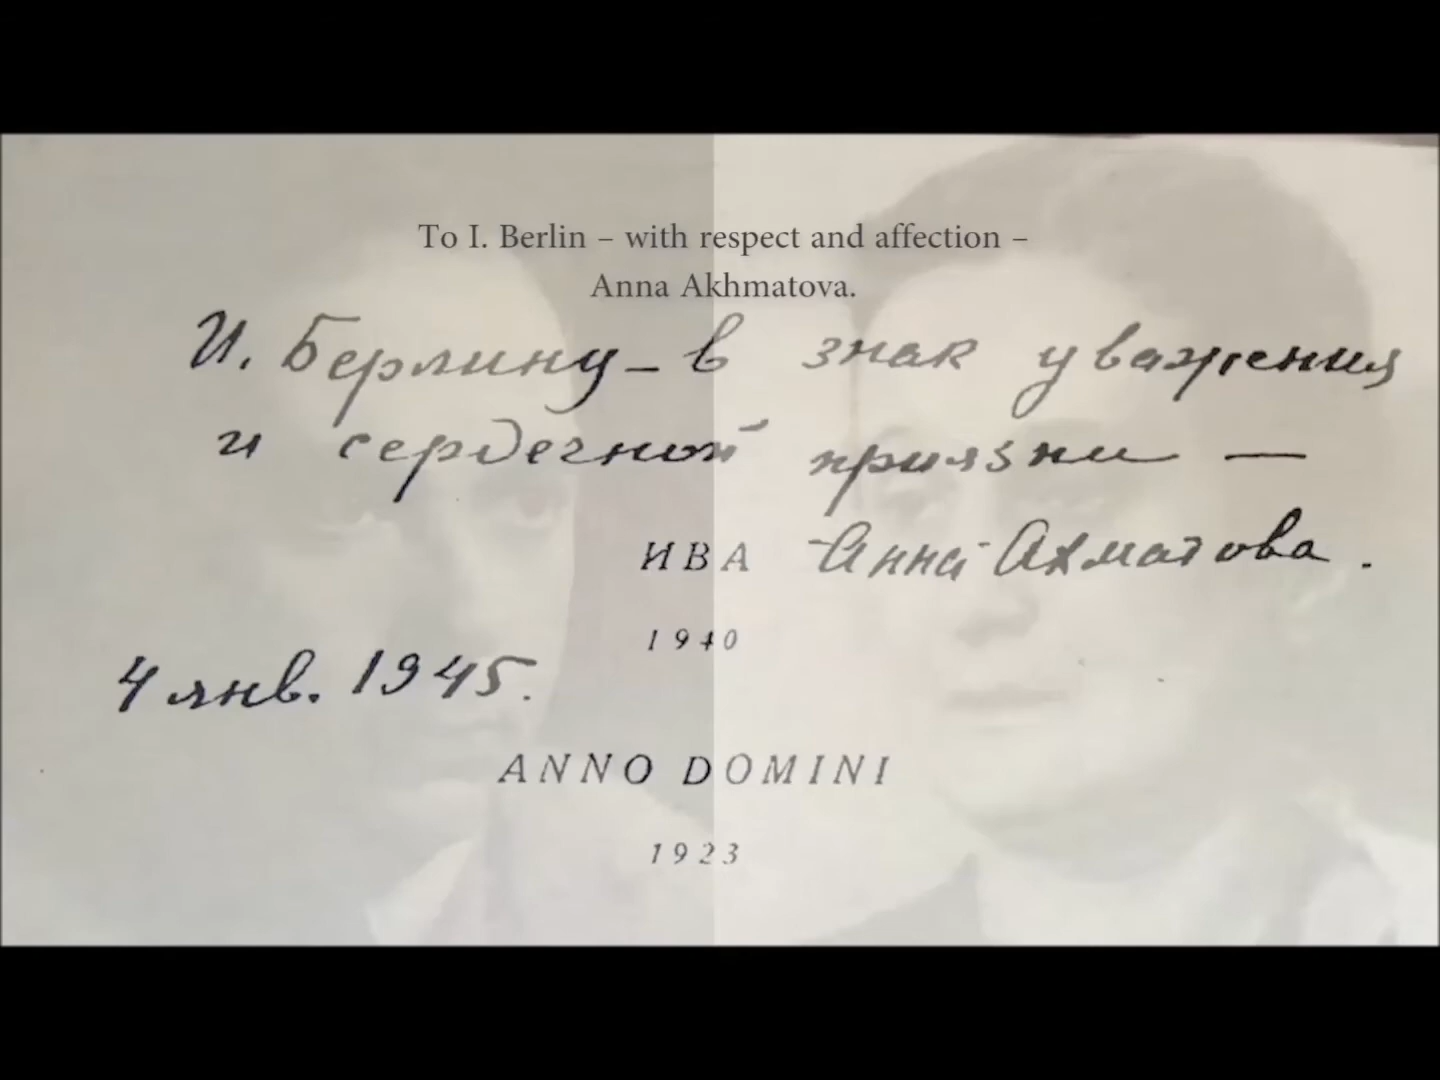 To I. Berlin – with respect and affection –
Anna Akhmatova.
И. Берлину – в знак уважения
и сердечной приязни —
Анна Ахматова.
ИВА
1940
4 янв. 1945.
ANNO DOMINI
1923